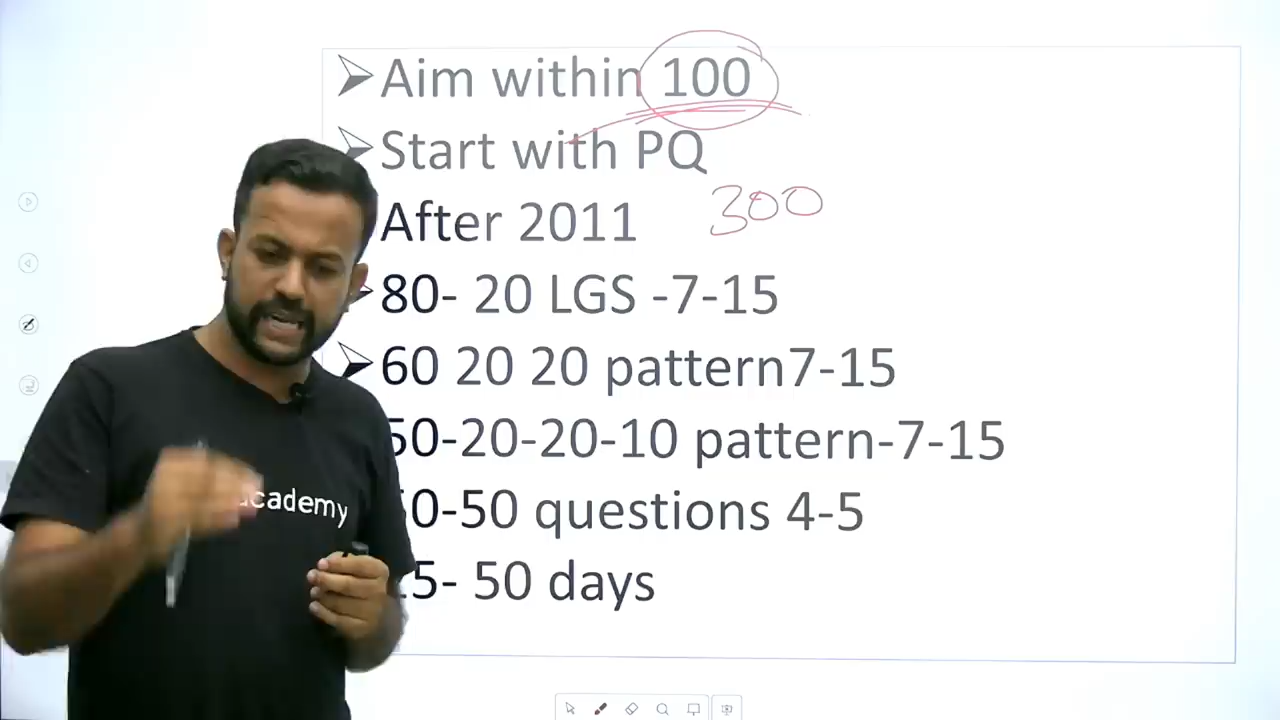 Aim within 100
Start with PQ
After 2011 300
80- 20 LGS -7-15
60 20 20 pattern7-15
50-20-20-10 pattern-7-15
0-50 questions 4-5
5- 50 days
academy